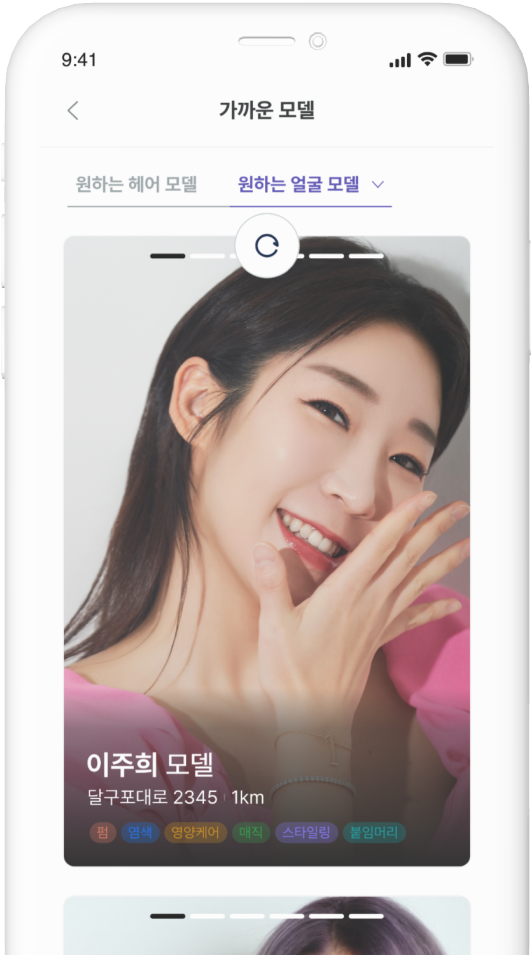 9:41
가까운 모델
원하는 헤어 모델 원하는 얼굴 모델
이주희 모델
달구포대로 2345 1km
펌 염색 영양케어 매직 스타일링 붙임머리